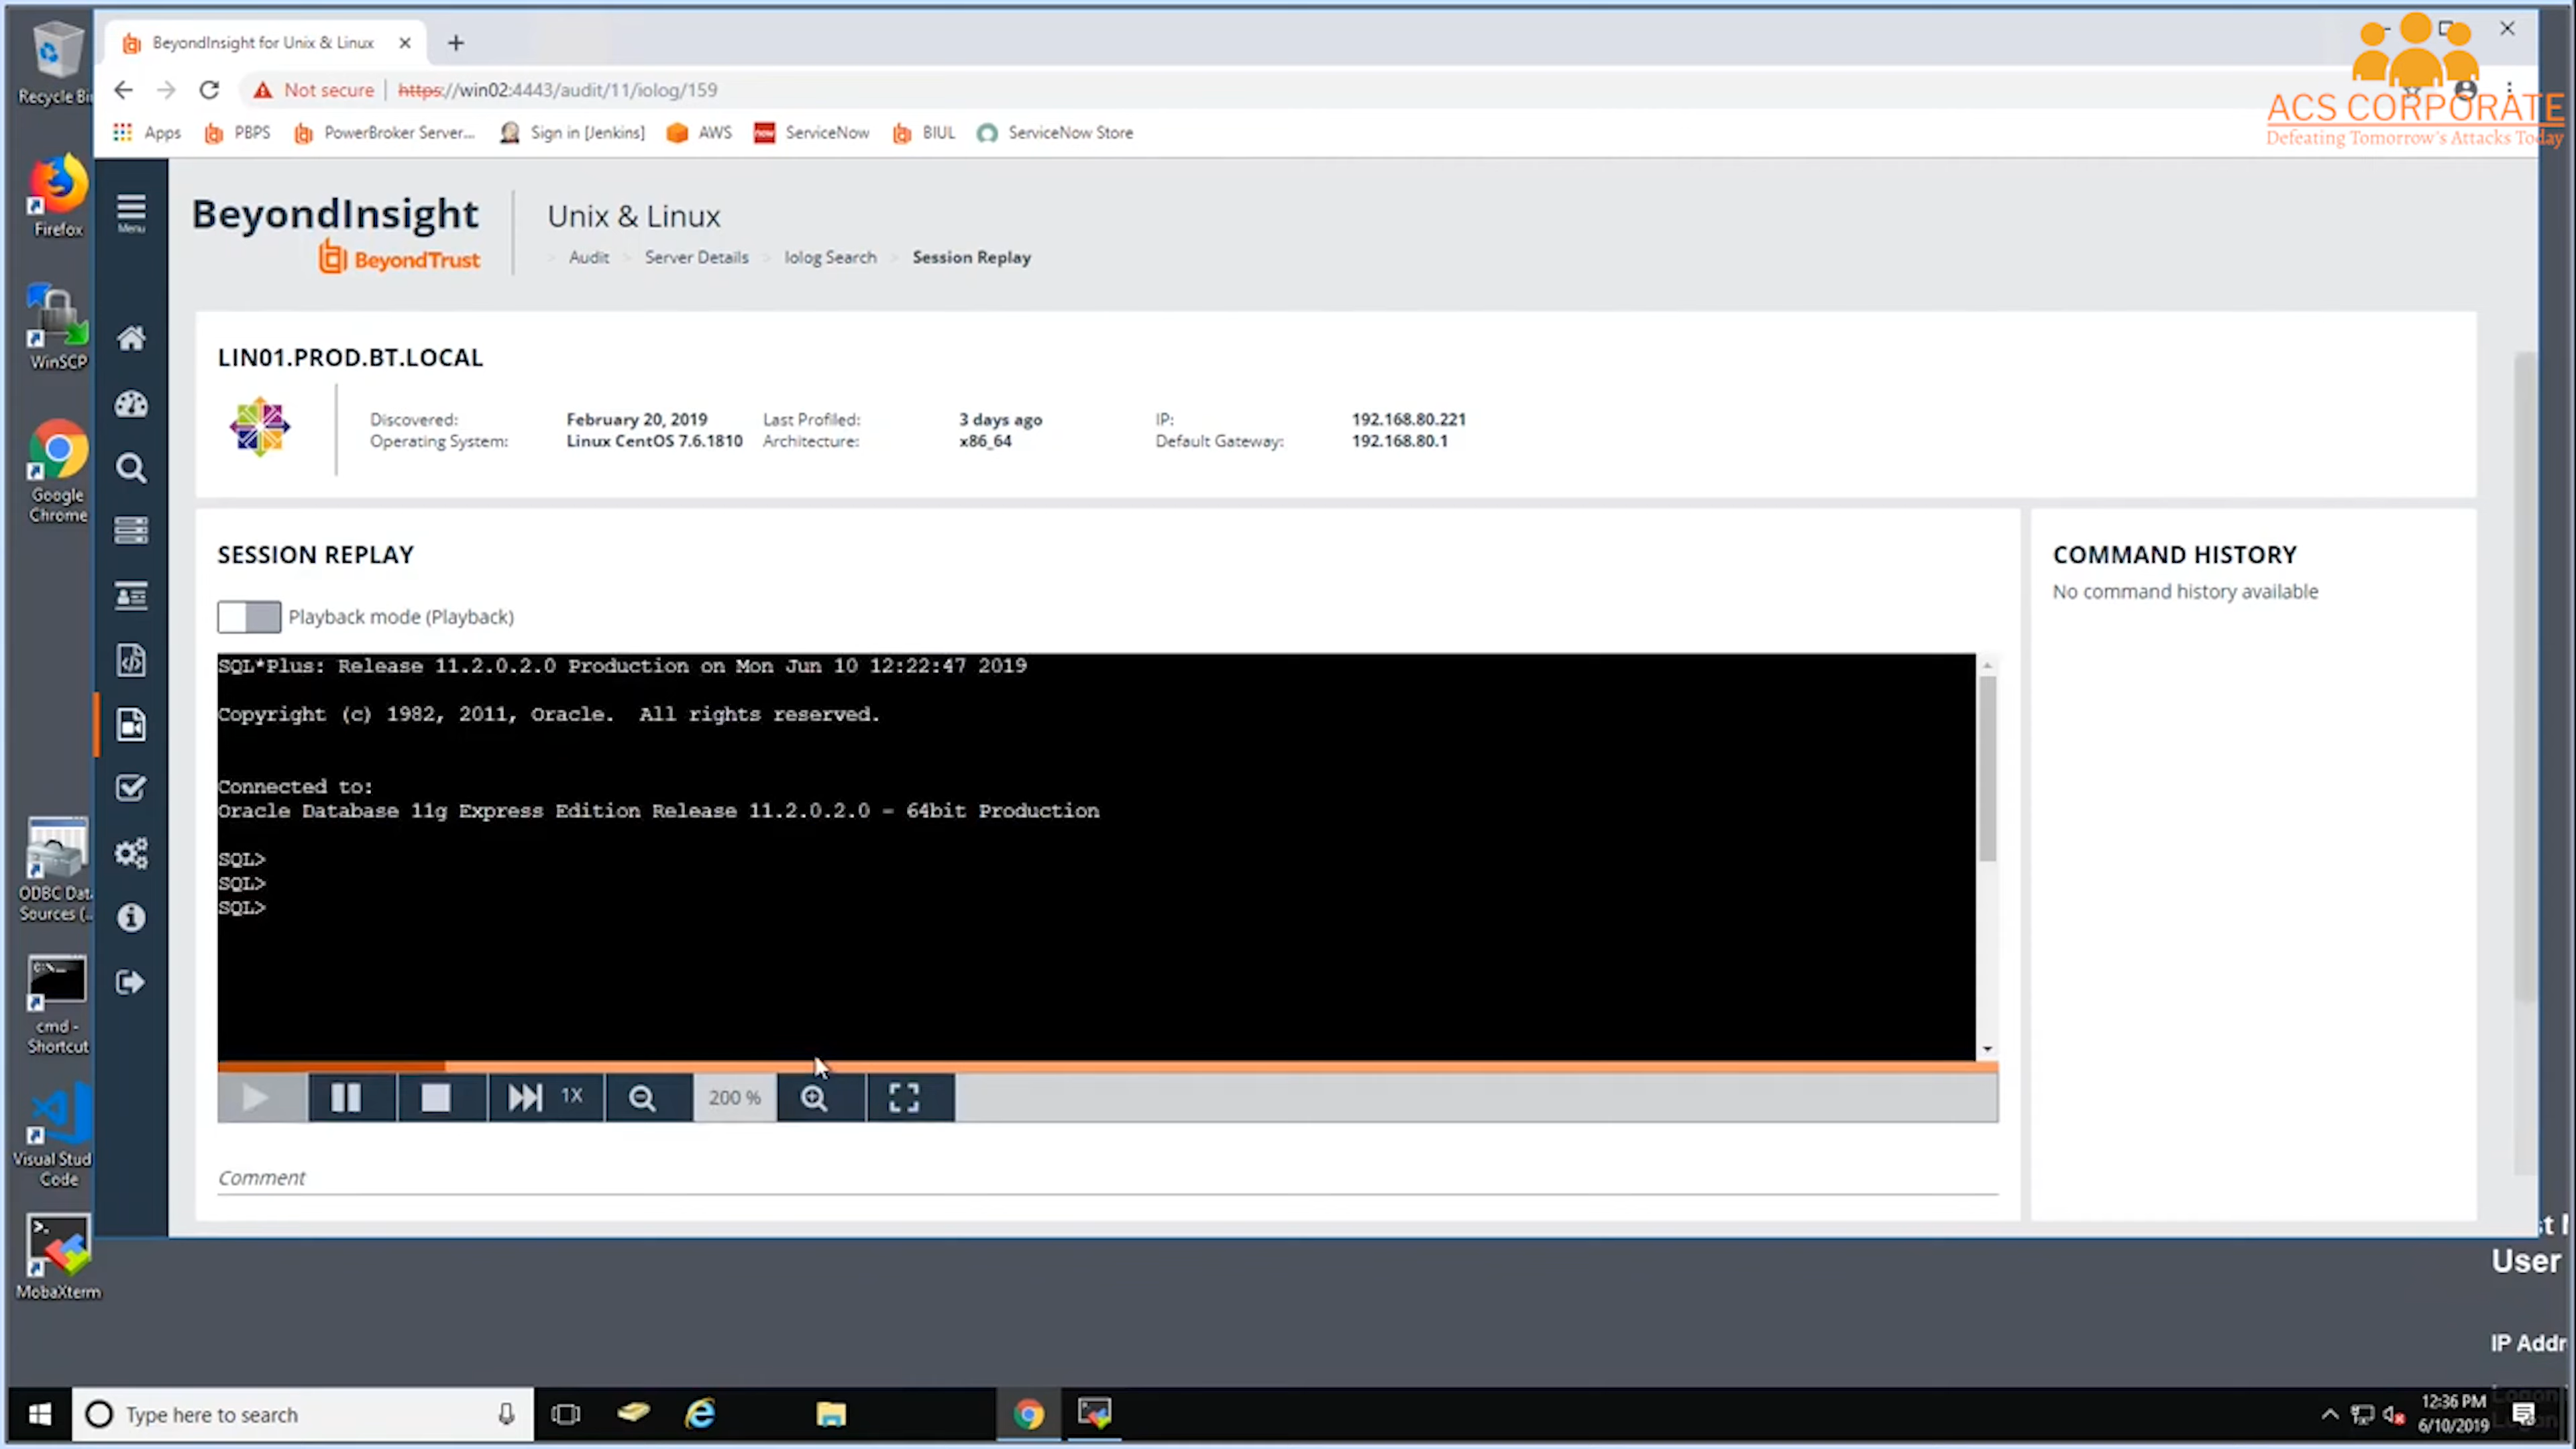 Recycle Bi
BeyondInsight for Unix & Linux
Not secure
https://win02:4443/audit/11/iolog/159
Apps
PBPS
PowerBroker Server...
Sign in [Jenkins]
AWS
now
ServiceNow
BIUL
ServiceNow Store
ACS CORPORATE
Defeating Tomorrow's Attacks Today
Firefox
WinSCP
Google
Chrome
ODBC Dat
Sources (...
cmd -
Shortcut
Visual Stud
Code
MobaXterm
Menu
BeyondInsight
BeyondTrust
Unix & Linux
> Audit > Server Details > Iolog Search > Session Replay
LIN01.PROD.BT.LOCAL
Discovered: February 20, 2019 Last Profiled: 3 days ago IP: 192.168.80.221
Operating System: Linux CentOS 7.6.1810 Architecture: x86_64 Default Gateway: 192.168.80.1
SESSION REPLAY
Playback mode (Playback)
SQL*Plus: Release 11.2.0.2.0 Production on Mon Jun 10 12:22:47 2019
Copyright (c) 1982, 2011, Oracle.  All rights reserved.
Connected to:
Oracle Database 11g Express Edition Release 11.2.0.2.0 - 64bit Production
SQL>
SQL>
SQL>
1X
200 %
Comment
COMMAND HISTORY
No command history available
User
IP Addr
Type here to search
12:36 PM
6/10/2019